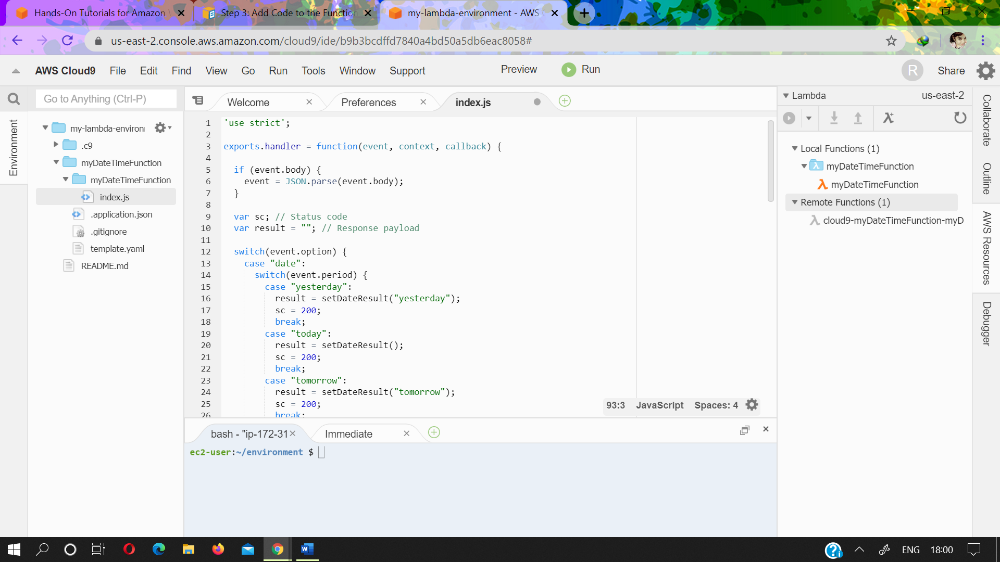 Hands-On Tutorials for Amazon
Step 3: Add Code to the Function
my-lambda-environment - AWS
us-east-2.console.aws.amazon.com/cloud9/ide/b9b3bcdffd7840a4bd50a5db6eac8058#
AWS Cloud9 File Edit Find View Go Run Tools Window Support Preview Run R Share
Go to Anything (Ctrl-P)
Environment
my-lambda-environ
.c9
myDateTimeFunction
myDateTimeFunction
index.js
.application.json
.gitignore
template.yaml
README.md
Welcome Preferences index.js
1 'use strict';
2
3 exports.handler = function(event, context, callback) {
4
5 if (event.body) {
6 event = JSON.parse(event.body);
7 }
8
9 var sc; // Status code
10 var result = ""; // Response payload
11
12 switch(event.option) {
13 case "date":
14 switch(event.period) {
15 case "yesterday":
16 result = setDateResult("yesterday");
17 sc = 200;
18 break;
19 case "today":
20 result = setDateResult();
21 sc = 200;
22 break;
23 case "tomorrow":
24 result = setDateResult("tomorrow");
25 sc = 200;
26 break;
93:3 JavaScript Spaces: 4
bash - "ip-172-31 Immediate
ec2-user:~/environment $
Lambda us-east-2
Local Functions (1)
myDateTimeFunction
myDateTimeFunction
Remote Functions (1)
cloud9-myDateTimeFunction-myD
Collaborate
Outline
AWS Resources
Debugger
ENG 18:00